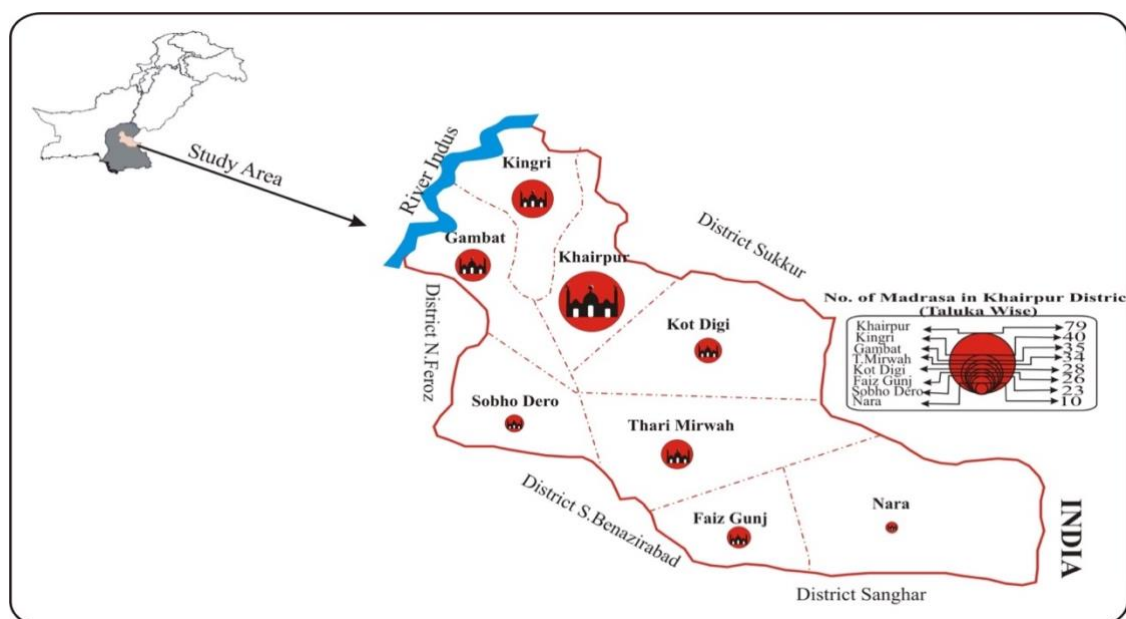 Study Area
River Indus
Kingri
Gambat
Khairpur
District Sukkur
District N.Feroz
Kot Digi
Sobho Dero
Thari Mirwah
District S.Benazirabad
Faiz Gunj
Nara
District Sanghar
INDIA
No. of Madrasa in Khairpur District
(Taluka Wise)
Khairpur 79
Kingri 40
Gambat 35
T.Mirwah 34
Kot Digi 28
Faiz Gunj 26
Sobho Dero 23
Nara 10